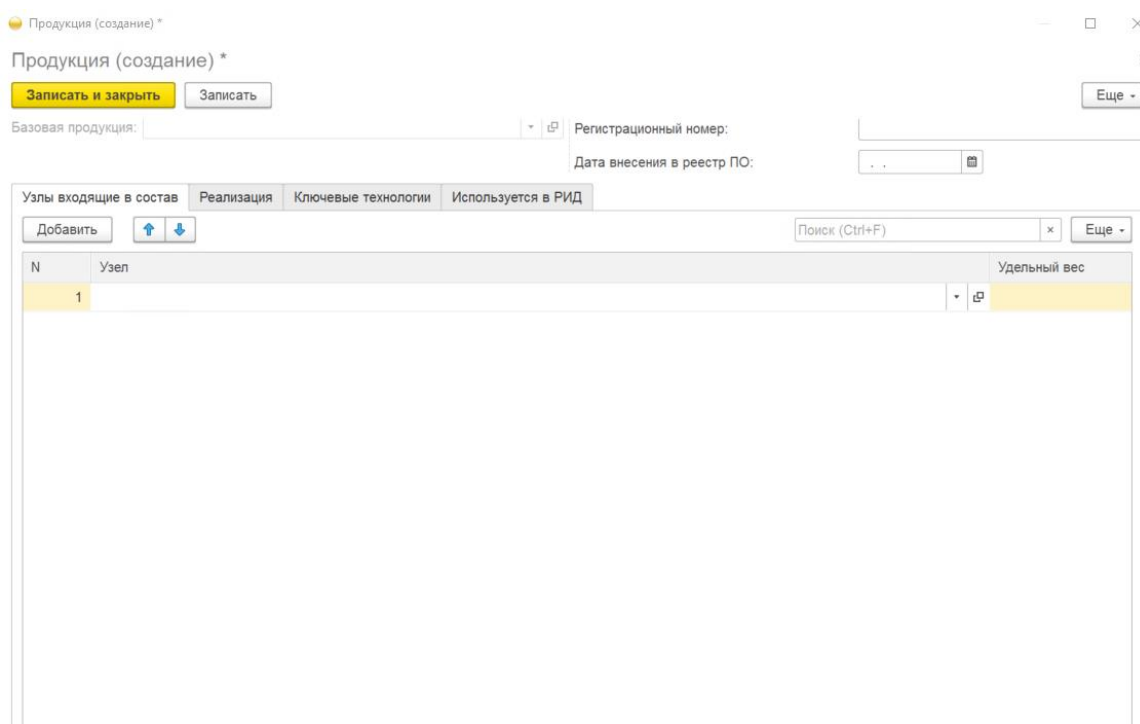 Продукция (создание) *
Продукция (создание) *
Записать и закрыть Записать Еще
Базовая продукция: Регистрационный номер:
Дата внесения в реестр ПО: . .
Узлы входящие в состав Реализация Ключевые технологии Используется в РИД
Добавить Поиск (Ctrl+F) × Еще
N Узел Удельный вес
1